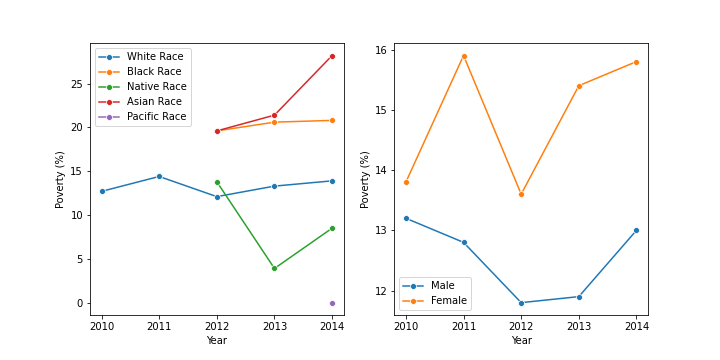 White Race
Black Race
Native Race
Asian Race
Pacific Race
25
20
15
10
5
0
Poverty (%)
2010 2011 2012 2013 2014
Year
16
15
14
13
12
Poverty (%)
Male
Female
2010 2011 2012 2013 2014
Year